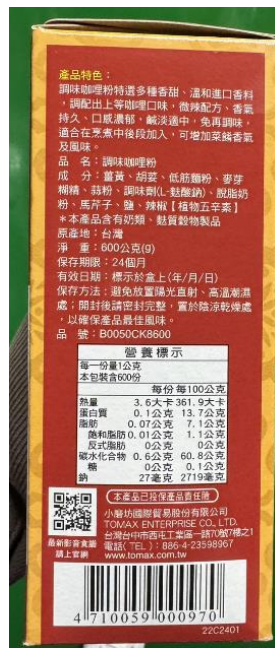 產品特色：
調味咖哩粉特選多種香甜、溫和進口香料
，調配出上等咖哩口味，微辣配方、香氣
持久、口感濃郁，鹹淡適中，免再調味，
適合在烹煮中後段加入，可增加菜餚香氣
及風味。
品　名：調味咖哩粉
成　分：薑黃、胡荽、低筋麵粉、麥芽
糊精、蒜粉、調味劑(L-麩酸鈉)、脫脂奶
粉、馬芹子、鹽、辣椒【植物五辛素】
＊本產品含有奶類、麩質穀物製品
原產地：台灣
淨　重：600公克(g)
保存期限：24個月
有效日期：標示於盒上(年/月/日)
保存方法：避免放置陽光直射、高溫潮濕
處；開封後請密封完整，置於陰涼乾燥處
，以確保產品最佳風味。
品　號：B0050CK8600
營養標示
每一份量1公克
本包裝含600份
每份 每100公克
熱量 3.6大卡 361.9大卡
蛋白質 0.1公克 13.7公克
脂肪 0.07公克 7.1公克
飽和脂肪 0.01公克 1.1公克
反式脂肪 0公克 0公克
碳水化合物 0.6公克 60.8公克
糖 0公克 0.1公克
鈉 27毫克 2719毫克
本產品已投保產品責任險
小磨坊國際貿易股份有限公司
TOMAX ENTERPRISE CO., LTD.
台灣台中市西屯工業區一路70號7樓之1
電話(TEL)：886-4-23598967
www.tomax.com.tw
最新影音食譜
請上官網
4 710059 000970
22C2401